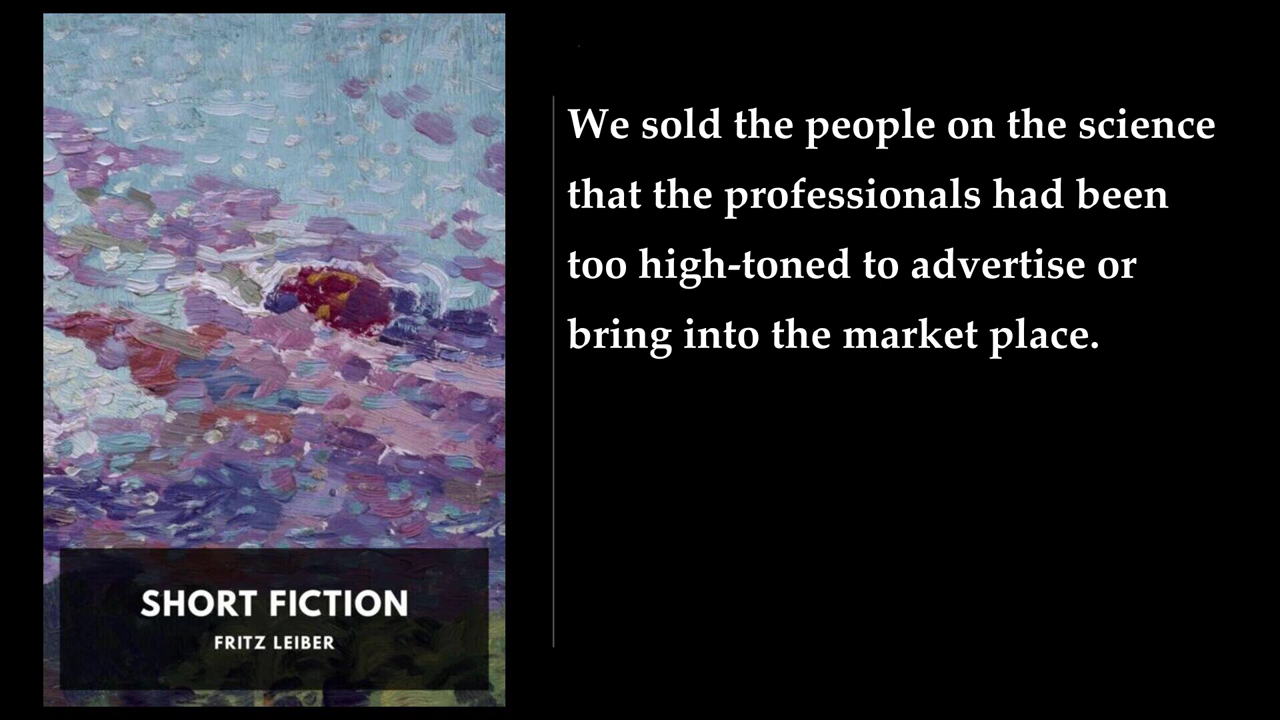 SHORT FICTION
FRITZ LEIBER
We sold the people on the science
that the professionals had been
too high-toned to advertise or
bring into the market place.